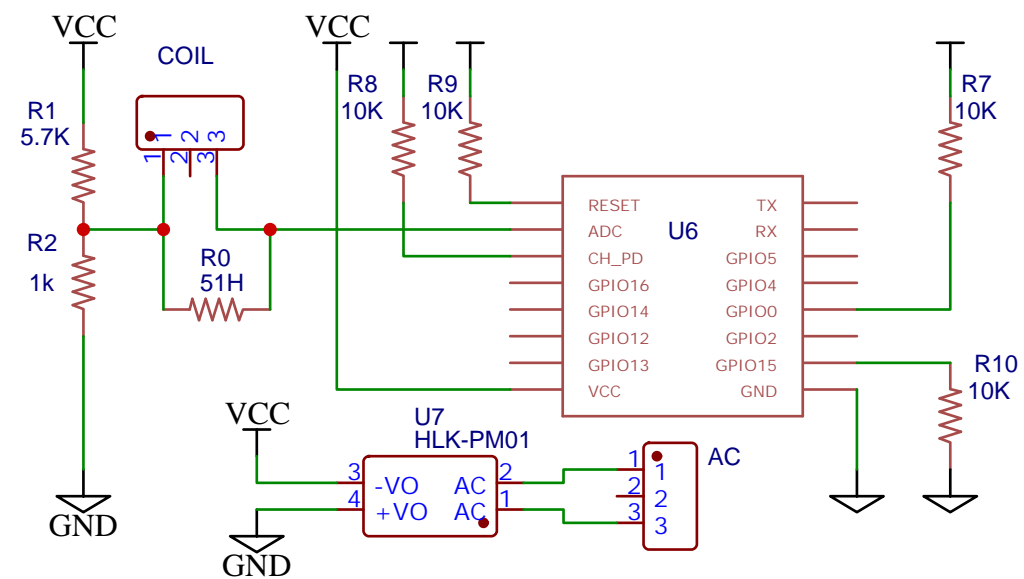 VCC
COIL
VCC
R1
5.7K
1 2 3
1 2 3
R8
10K
R9
10K
R7
10K
R2
1k
R0
51H
U6
RESET
ADC
CH_PD
GPIO16
GPIO14
GPIO12
GPIO13
VCC
TX
RX
GPIO5
GPIO4
GPIO0
GPIO2
GPIO15
GND
R10
10K
GND
VCC
U7
HLK-PM01
3 -VO AC 2
4 +VO AC 1
GND
AC
1 1
2 2
3 3